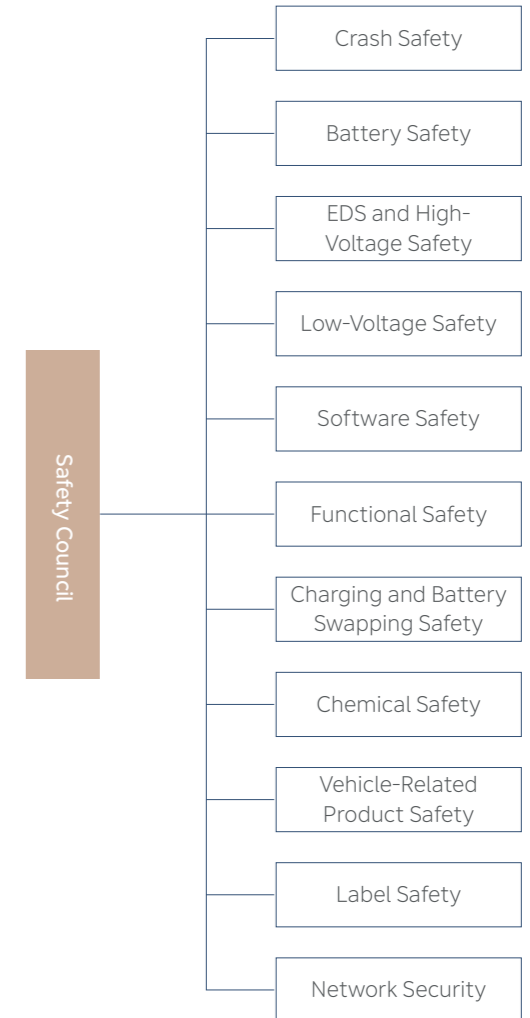 Safety Council
Crash Safety
Battery Safety
EDS and High-
Voltage Safety
Low-Voltage Safety
Software Safety
Functional Safety
Charging and Battery
Swapping Safety
Chemical Safety
Vehicle-Related
Product Safety
Label Safety
Network Security